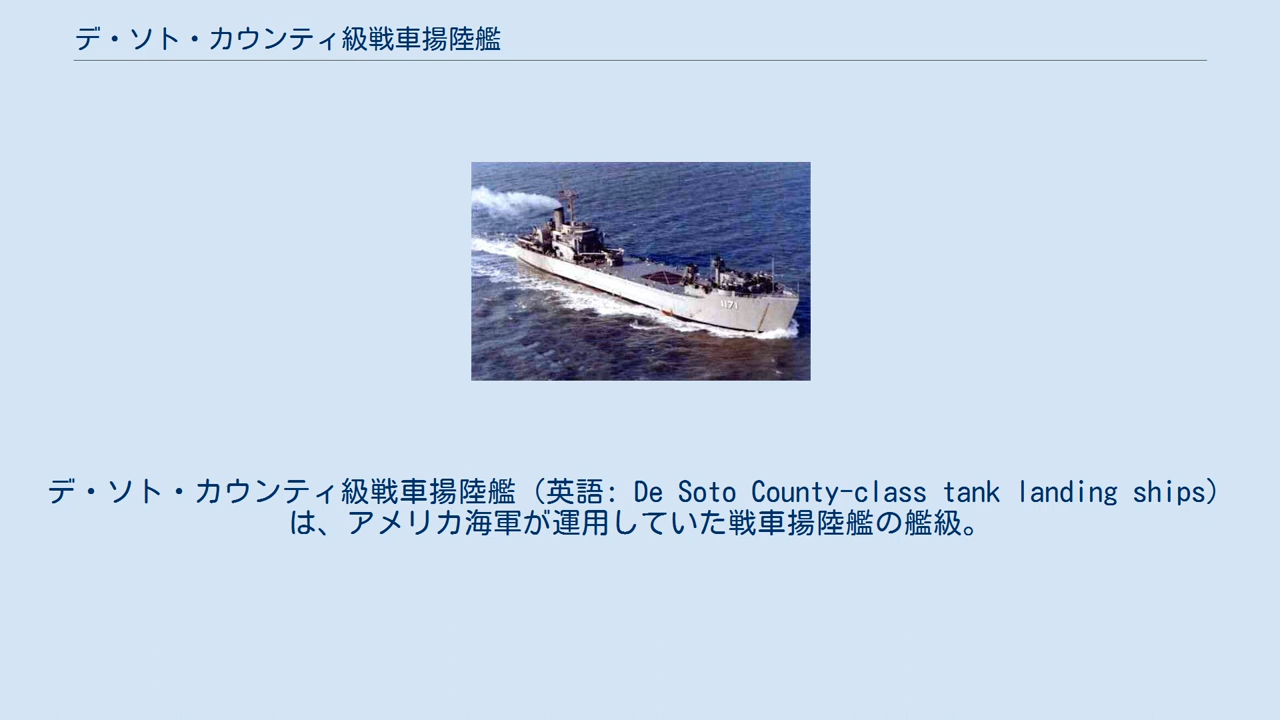 デ・ソト・カウンティ級戦車揚陸艦
1171
デ・ソト・カウンティ級戦車揚陸艦（英語: De Soto County-class tank landing ships）
は、アメリカ海軍が運用していた戦車揚陸艦の艦級。